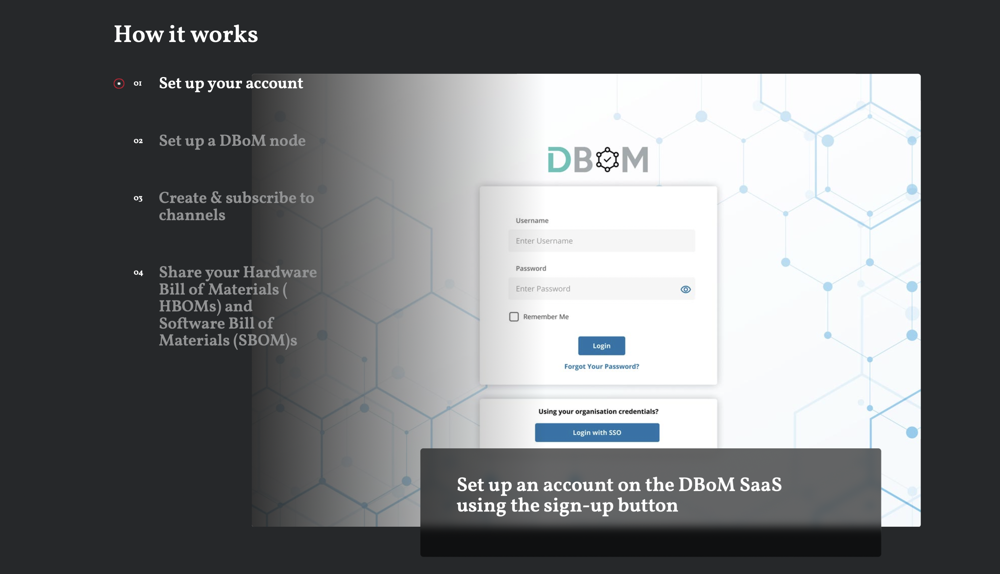 How it works
01 Set up your account
02 Set up a DBoM node
03 Create & subscribe to
channels
04 Share your Hardware
Bill of Materials (
HBOMs) and
Software Bill of
Materials (SBOM)s
DBOM
Username
Enter Username
Password
Enter Password
Remember Me
Login
Forgot Your Password?
Using your organisation credentials?
Login with SSO
Set up an account on the DBoM SaaS
using the sign-up button